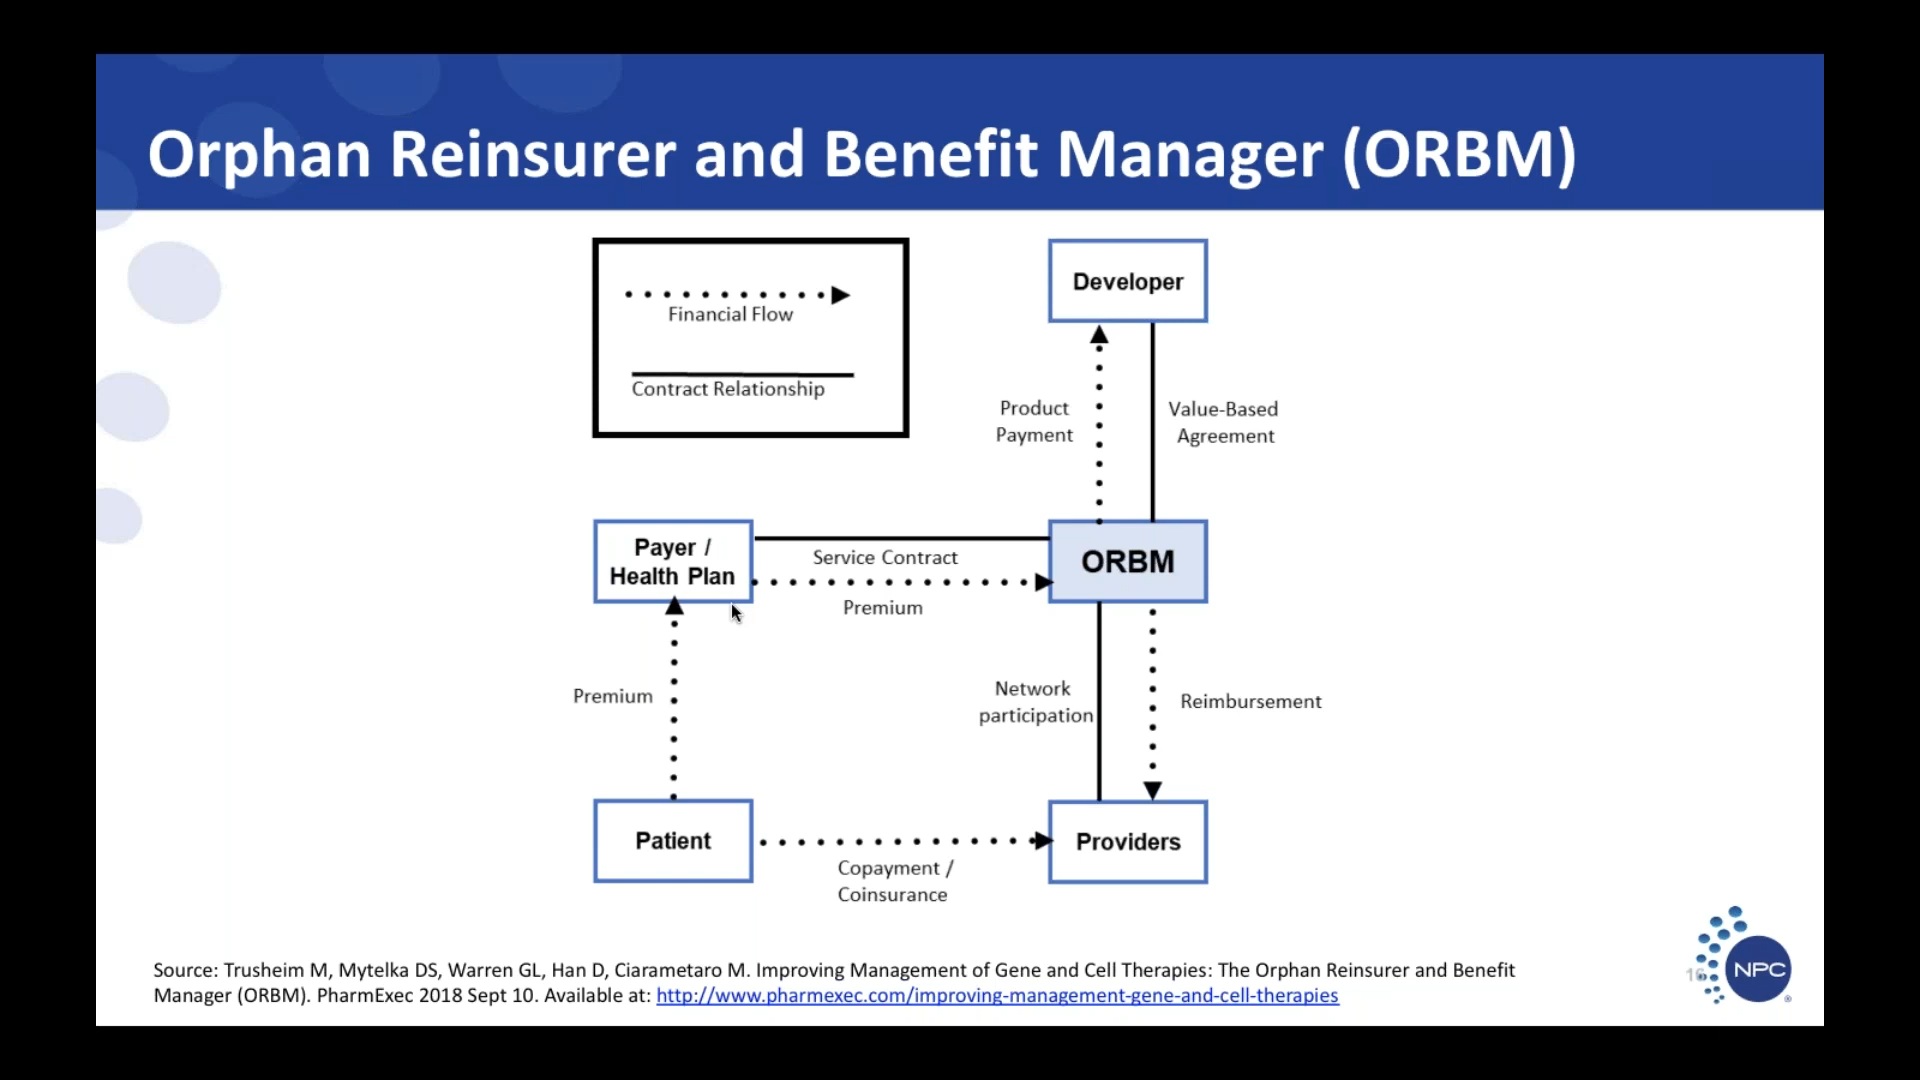 Orphan Reinsurer and Benefit Manager (ORBM)
Financial Flow
Contract Relationship
Developer
Product
Payment
Value-Based
Agreement
Payer /
Health Plan
Service Contract
Premium
ORBM
Premium
Network
participation
Reimbursement
Patient
Copayment /
Coinsurance
Providers
Source: Trusheim M, Mytelka DS, Warren GL, Han D, Ciarametaro M. Improving Management of Gene and Cell Therapies: The Orphan Reinsurer and Benefit
Manager (ORBM). PharmExec 2018 Sept 10. Available at: http://www.pharmexec.com/improving-management-gene-and-cell-therapies
16
NPC
®